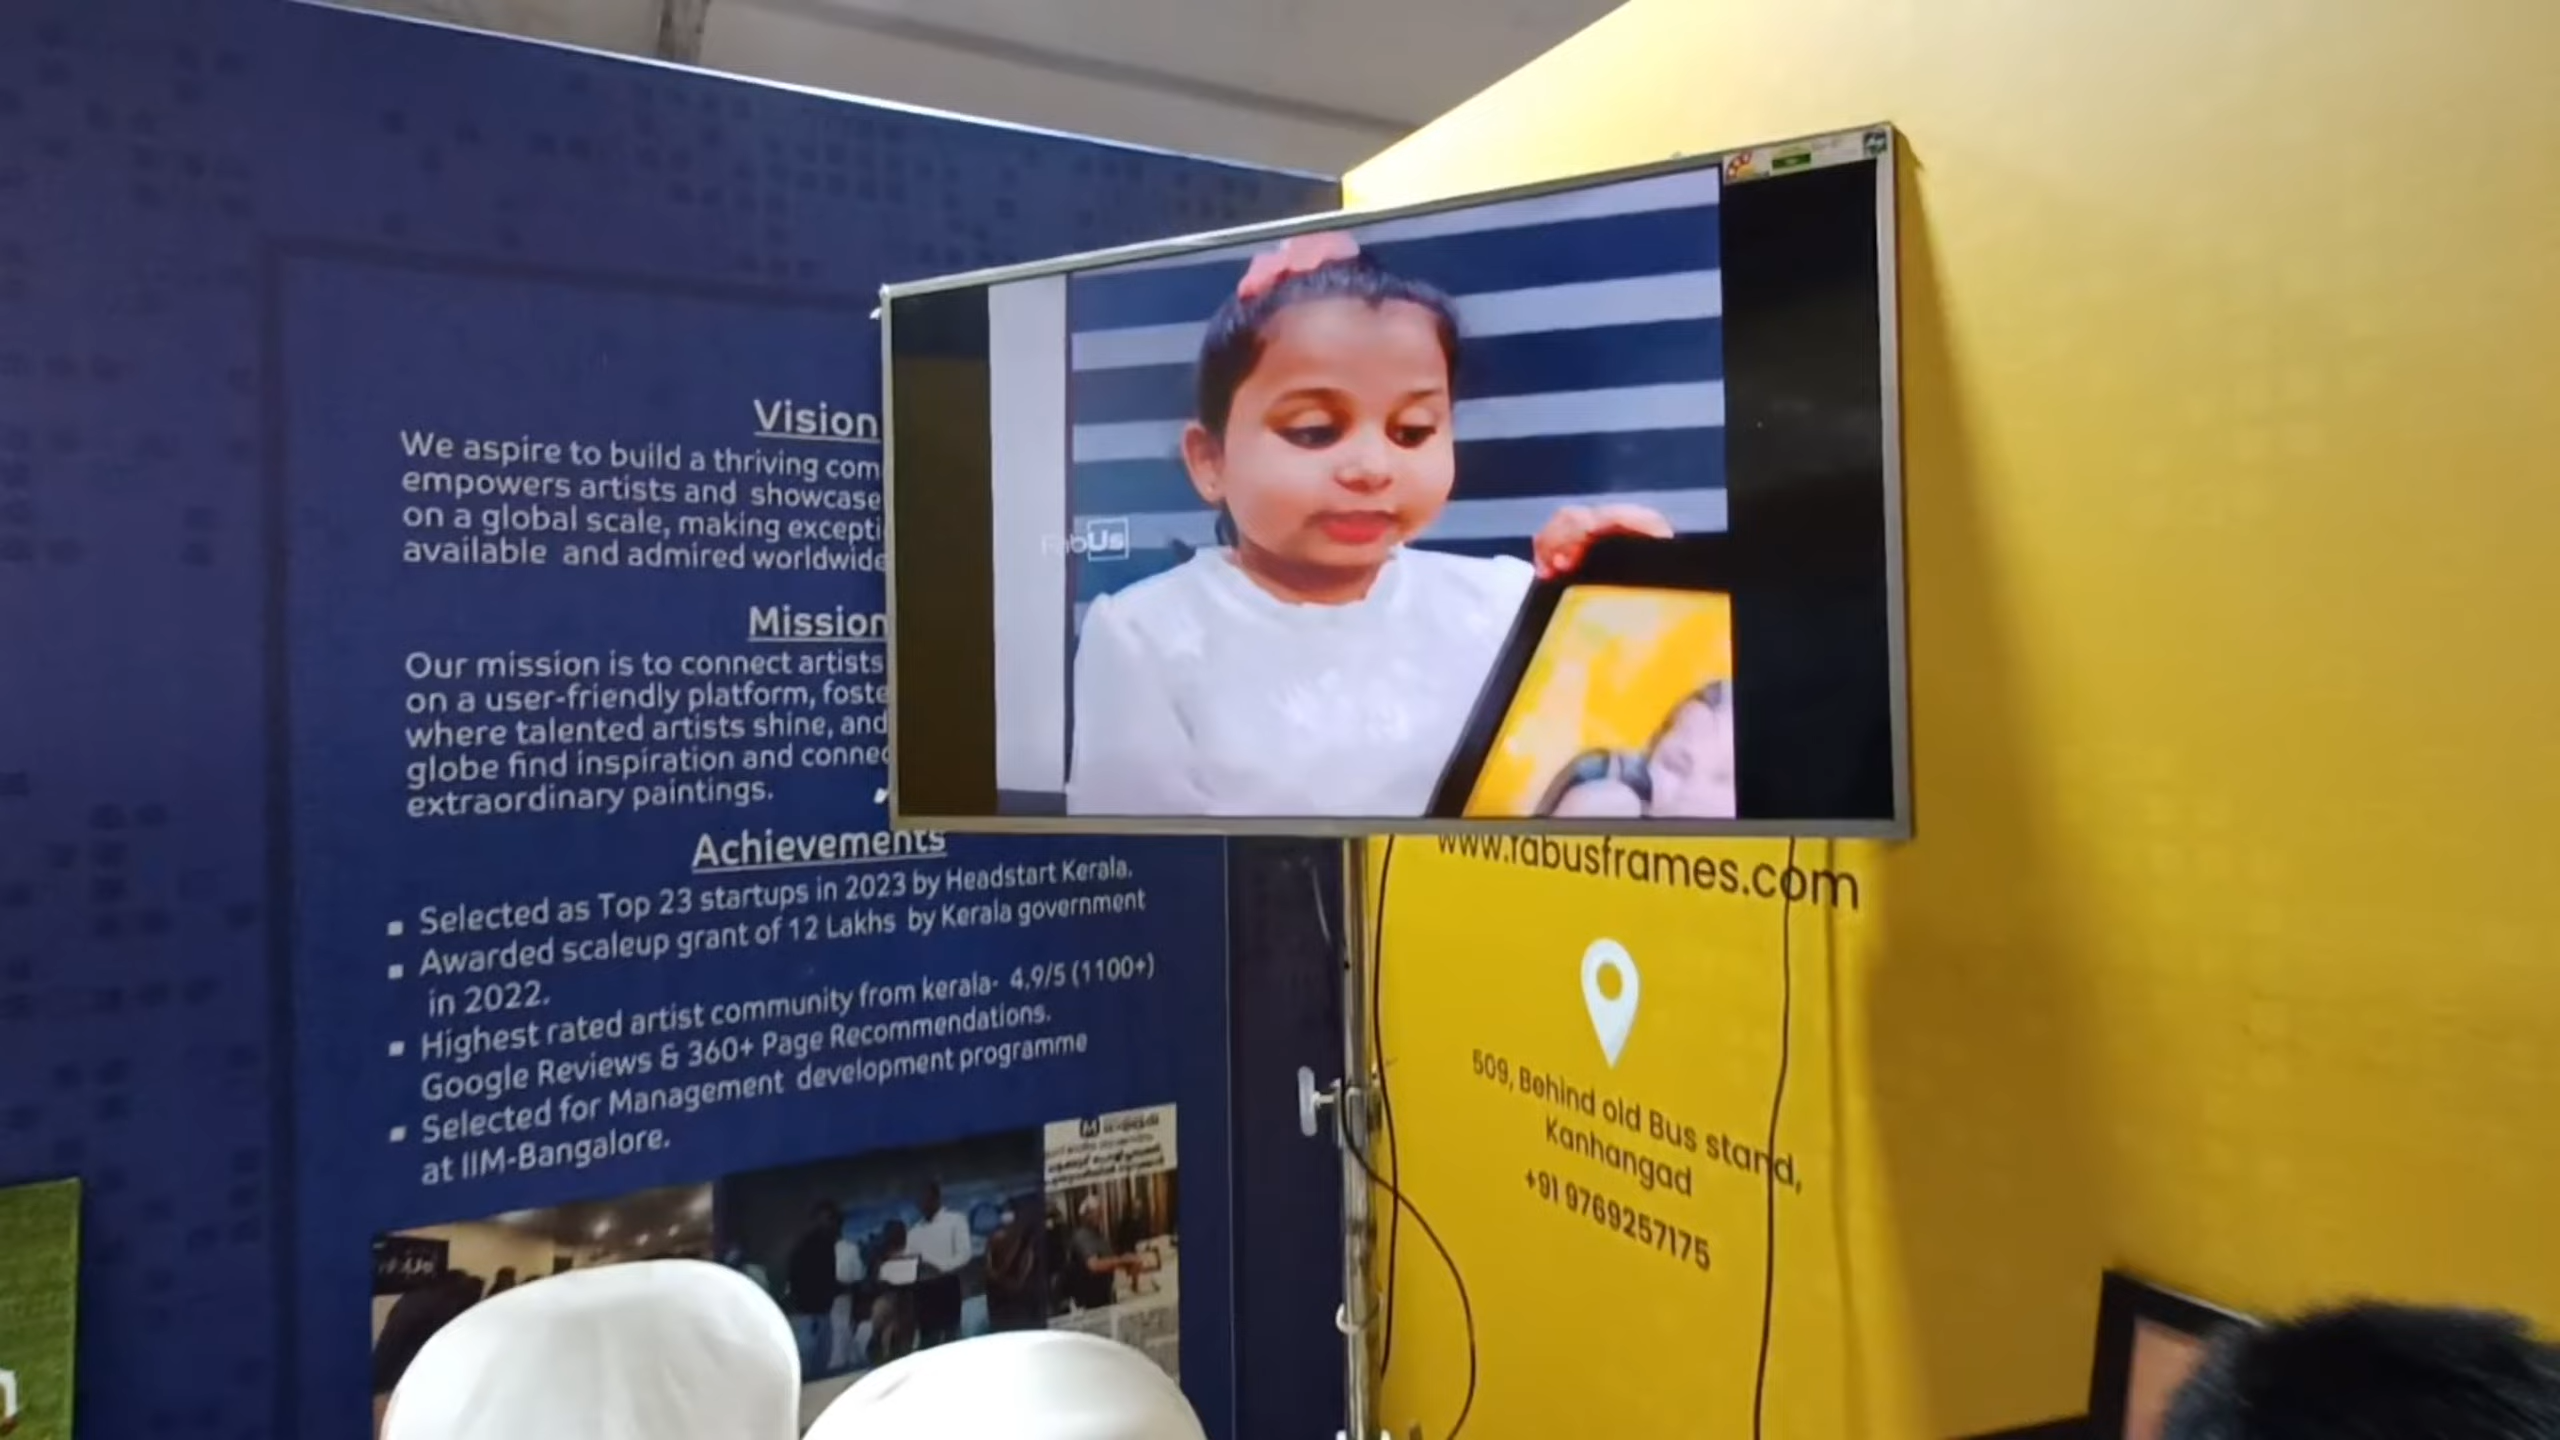 Vision
We aspire to build a thriving com
empowers artists and showcase
on a global scale, making excepti
available and admired worldwide
Mission
Our mission is to connect artists
on a user-friendly platform, foste
where talented artists shine, and
globe find inspiration and connec
extraordinary paintings.
Achievements
▪ Selected as Top 23 startups in 2023 by Headstart Kerala.
▪ Awarded scaleup grant of 12 Lakhs by Kerala government
in 2022.
▪ Highest rated artist community from kerala- 4.9/5 (1100+)
Google Reviews & 360+ Page Recommendations.
▪ Selected for Management development programme
at IIM-Bangalore.
FabUs
www.fabusframes.com
509, Behind old Bus stand,
Kanhangad
+91 9769257175